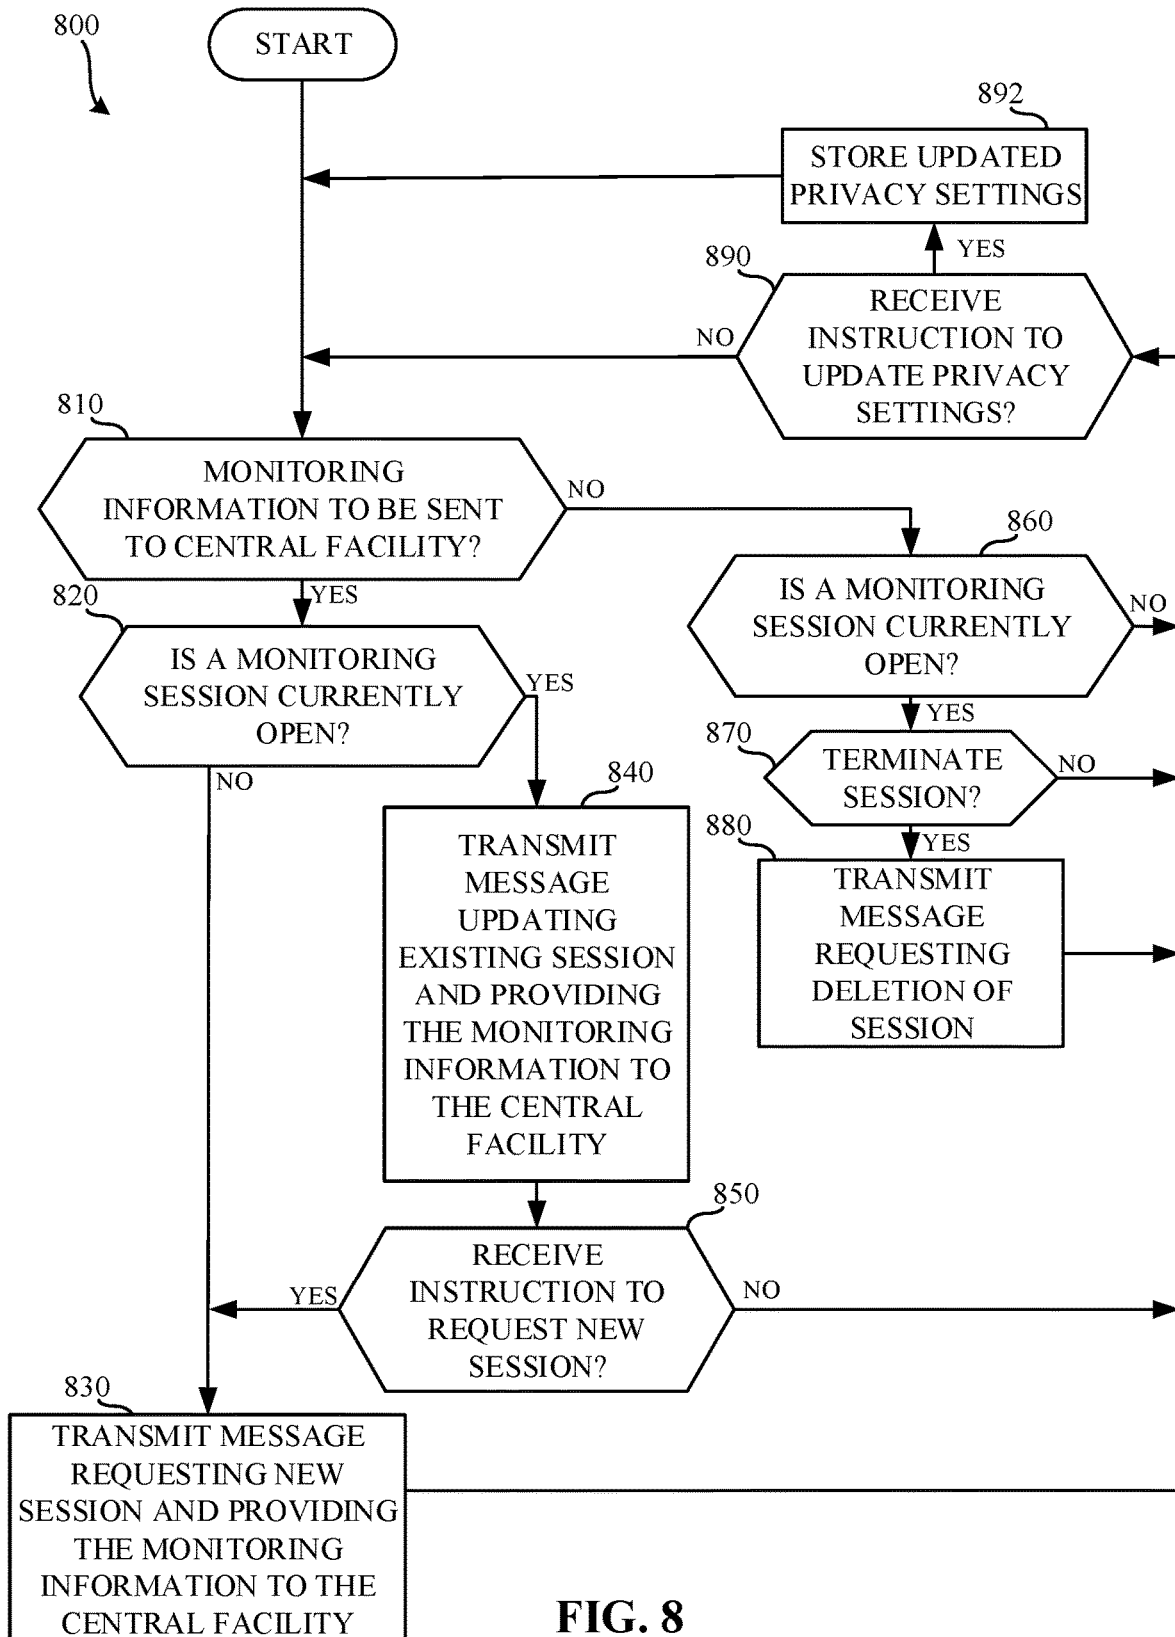 800
START
892
STORE UPDATED
PRIVACY SETTINGS
YES
890
RECEIVE
INSTRUCTION TO
UPDATE PRIVACY
SETTINGS?
NO
810
MONITORING
INFORMATION TO BE SENT
TO CENTRAL FACILITY?
NO
YES
860
IS A MONITORING
SESSION CURRENTLY
OPEN?
NO
YES
820
IS A MONITORING
SESSION CURRENTLY
OPEN?
YES
NO
870
TERMINATE
SESSION?
NO
YES
840
TRANSMIT
MESSAGE
UPDATING
EXISTING SESSION
AND PROVIDING
THE MONITORING
INFORMATION TO
THE CENTRAL
FACILITY
880
TRANSMIT
MESSAGE
REQUESTING
DELETION OF
SESSION
850
RECEIVE
INSTRUCTION TO
REQUEST NEW
SESSION?
YES
NO
830
TRANSMIT MESSAGE
REQUESTING NEW
SESSION AND PROVIDING
THE MONITORING
INFORMATION TO THE
CENTRAL FACILITY
FIG. 8